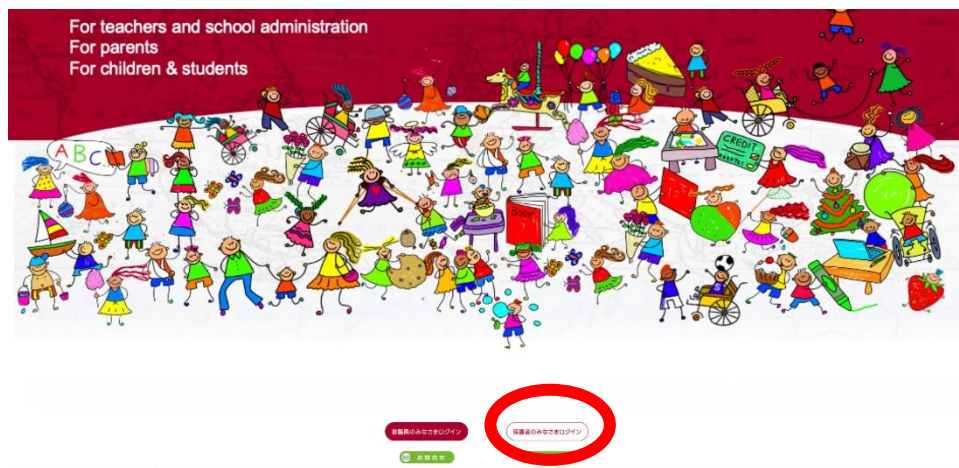 For teachers and school administration
For parents
For children & students
A B C
CREDIT
BOOK
教職員のみなさまログイン
保護者のみなさまログイン
お問合せ